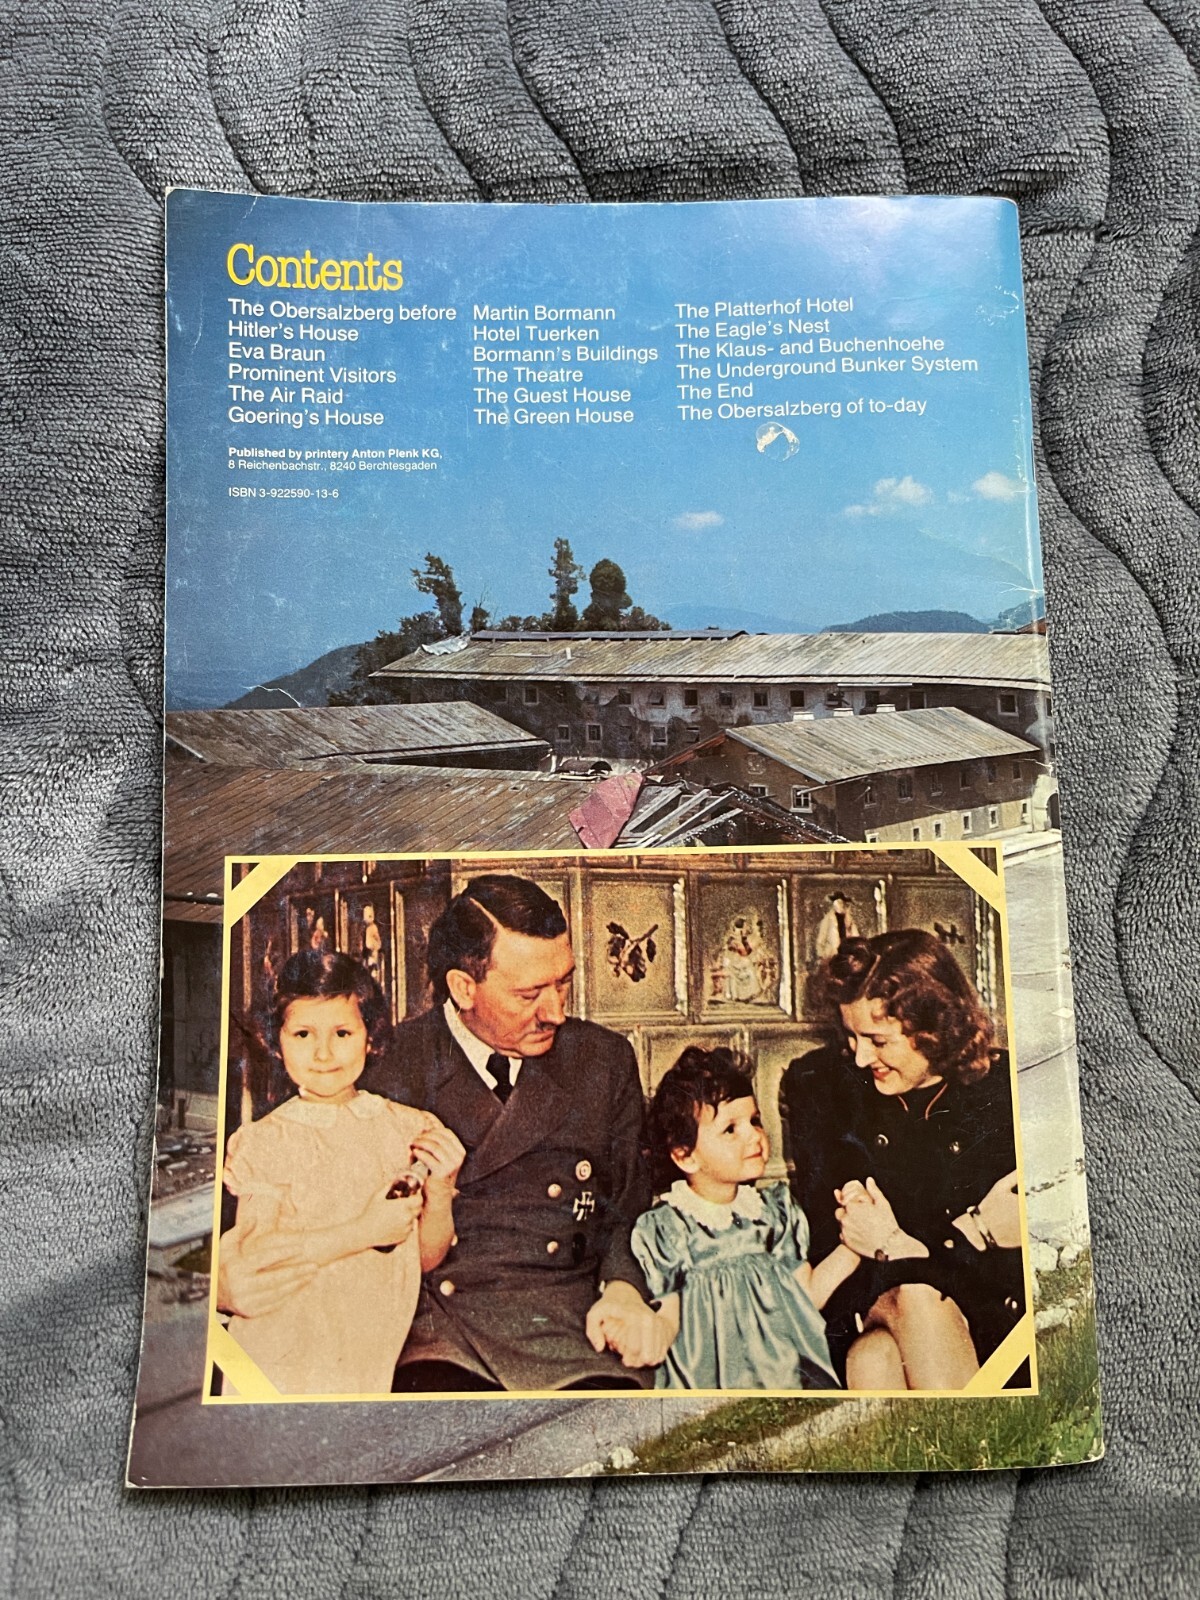 Contents
The Obersalzberg before
Hitler's House
Eva Braun
Prominent Visitors
The Air Raid
Goering's House
Martin Bormann
Hotel Tuerken
Bormann's Buildings
The Theatre
The Guest House
The Green House
The Platterhof Hotel
The Eagle's Nest
The Klaus- and Buchenhoehe
The Underground Bunker System
The End
The Obersalzberg of to-day
Published by printery Anton Plenk KG,
8 Reichenbachstr., 8240 Berchtesgaden
ISBN 3-922590-13-6